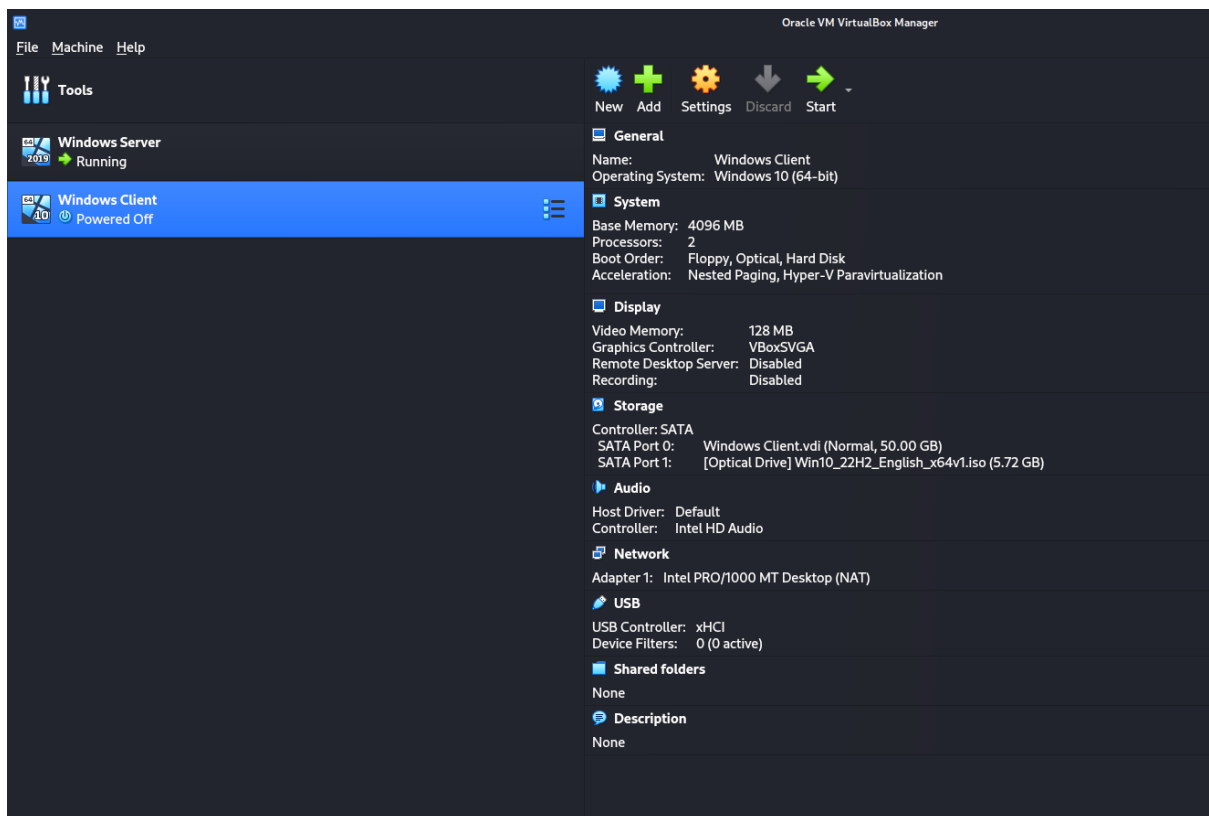 Oracle VM VirtualBox Manager
File Machine Help
Tools
New Add Settings Discard Start
64 2019 Windows Server
Running
64 10 Windows Client
Powered Off
General
Name: Windows Client
Operating System: Windows 10 (64-bit)
System
Base Memory: 4096 MB
Processors: 2
Boot Order: Floppy, Optical, Hard Disk
Acceleration: Nested Paging, Hyper-V Paravirtualization
Display
Video Memory: 128 MB
Graphics Controller: VBoxSVGA
Remote Desktop Server: Disabled
Recording: Disabled
Storage
Controller: SATA
SATA Port 0: Windows Client.vdi (Normal, 50.00 GB)
SATA Port 1: [Optical Drive] Win10_22H2_English_x64v1.iso (5.72 GB)
Audio
Host Driver: Default
Controller: Intel HD Audio
Network
Adapter 1: Intel PRO/1000 MT Desktop (NAT)
USB
USB Controller: xHCI
Device Filters: 0 (0 active)
Shared folders
None
Description
None